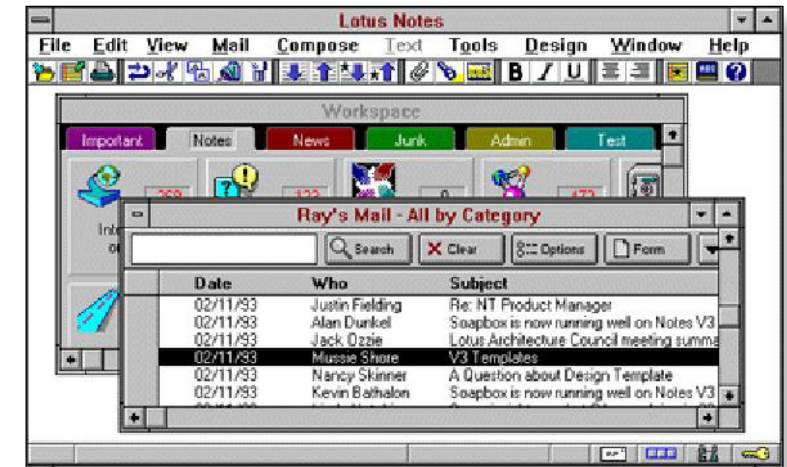 Lotus Notes
File Edit View Mail Compose Text Tools Design Window Help
B I U
Workspace
Important Notes News Junk Admin Test
Ray's Mail - All by Category
Search Clear Options Form
Date Who Subject
02/11/93 Justin Fielding Re: NT Product Manager
02/11/93 Alan Dunkel Soapbox is now running well on Notes V3
02/11/93 Jack Ozzie Lotus Architecture Council meeting summa
02/11/93 Mussie Shore V3 Templates
02/11/93 Nancy Skinner A Question about Design Template
02/11/93 Kevin Bathalon Soapbox is now running well on Notes V3